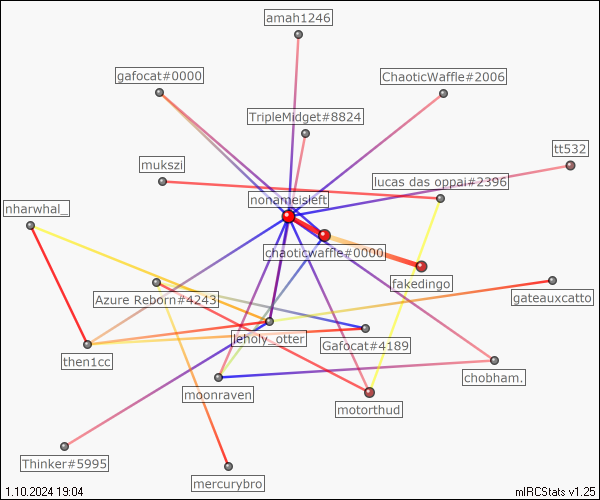 amah1246
gafocat#0000
ChaoticWaffle#2006
TripleMidget#8824
tt532
mukszi
lucas das oppai#2396
nonameisleft
nharwhal_
chaoticwaffle#0000
fakedingo
Azure Reborn#4243
gateauxcatto
leholy_otter
Gafocat#4189
then1cc
chobham.
moonraven
motorthud
Thinker#5995
mercurybro
1.10.2024 19:04
mIRCStats v1.25